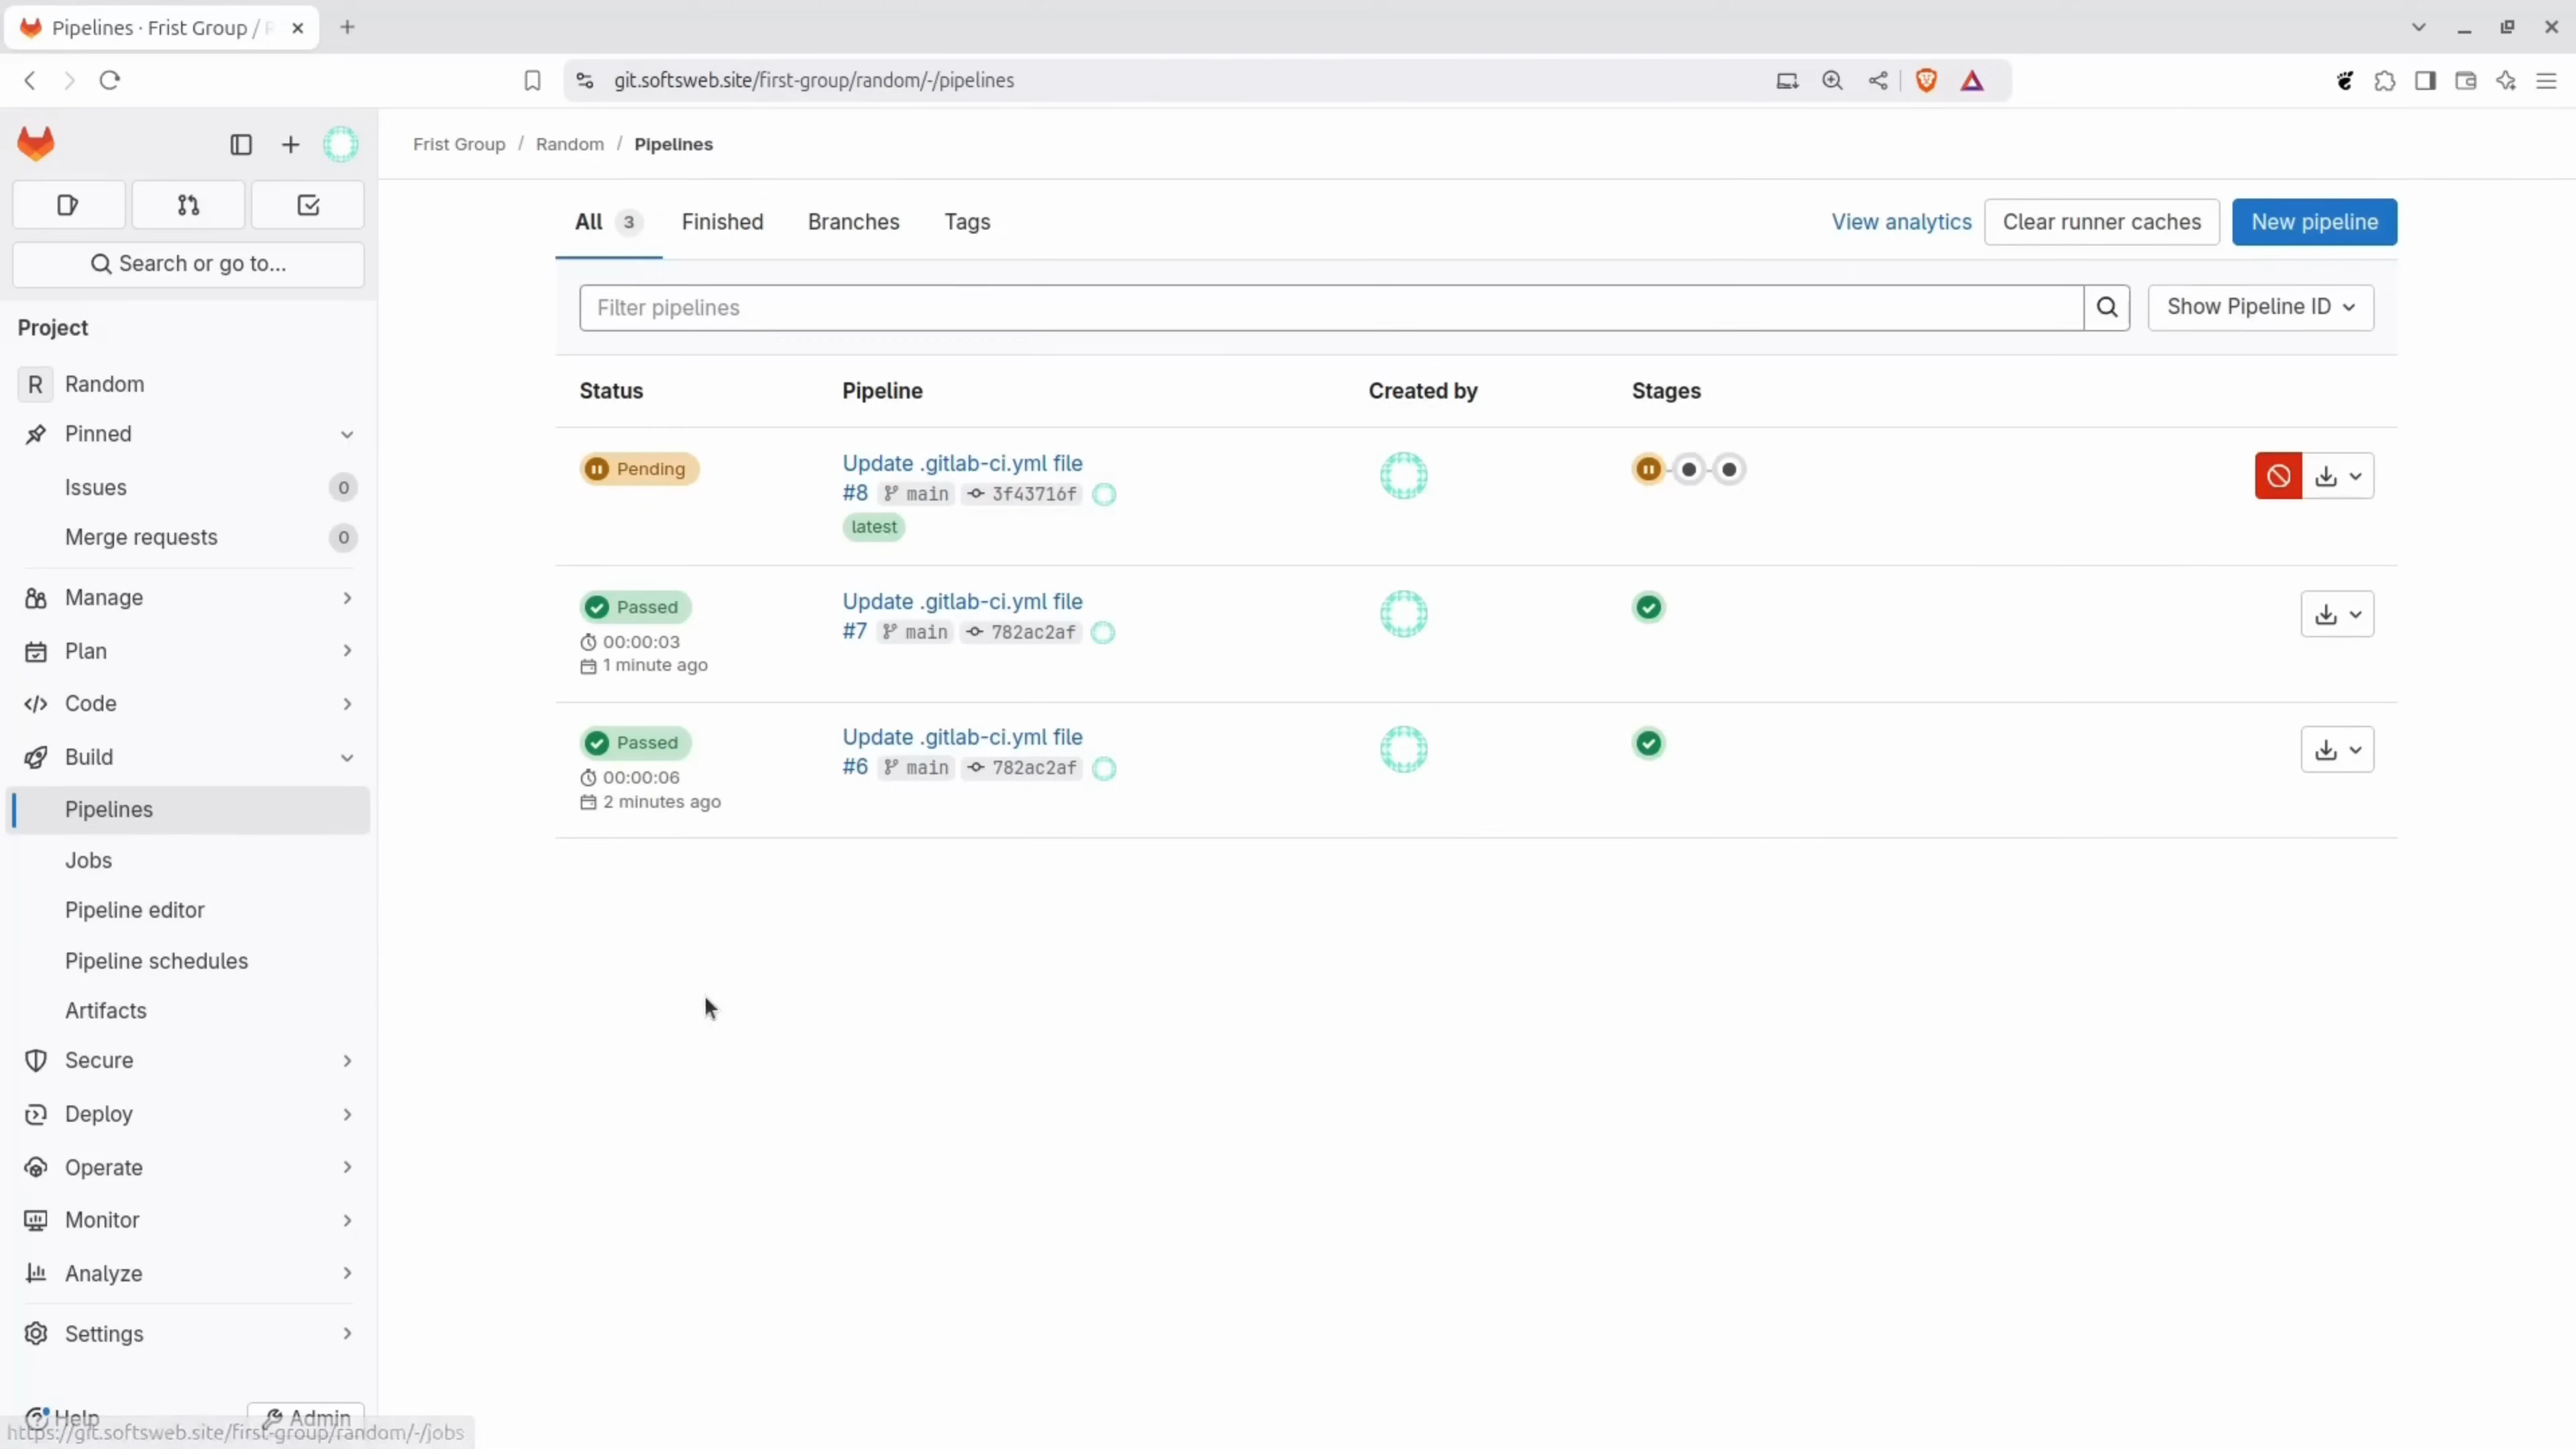 Pipelines · Frist Group / R
git.softsweb.site/first-group/random/-/pipelines
Frist Group / Random / Pipelines
Search or go to...
Project
R Random
Pinned
Issues 0
Merge requests 0
Manage
Plan
Code
Build
Pipelines
Jobs
Pipeline editor
Pipeline schedules
Artifacts
Secure
Deploy
Operate
Monitor
Analyze
Settings
Help Admin
https://git.softsweb.site/first-group/random/-/jobs
All 3 Finished Branches Tags View analytics Clear runner caches New pipeline
Filter pipelines Show Pipeline ID
Status Pipeline Created by Stages
Pending Update .gitlab-ci.yml file
#8 main 3f43716f
latest
Passed Update .gitlab-ci.yml file
#7 main 782ac2af
00:00:03
1 minute ago
Passed Update .gitlab-ci.yml file
#6 main 782ac2af
00:00:06
2 minutes ago